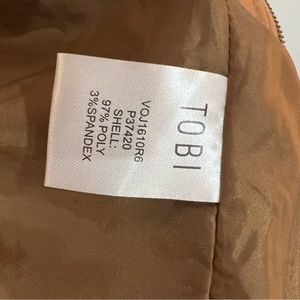 TOBI
VOJ1610R6
P37420
SHELL:
97% POLY
3%SPANDEX